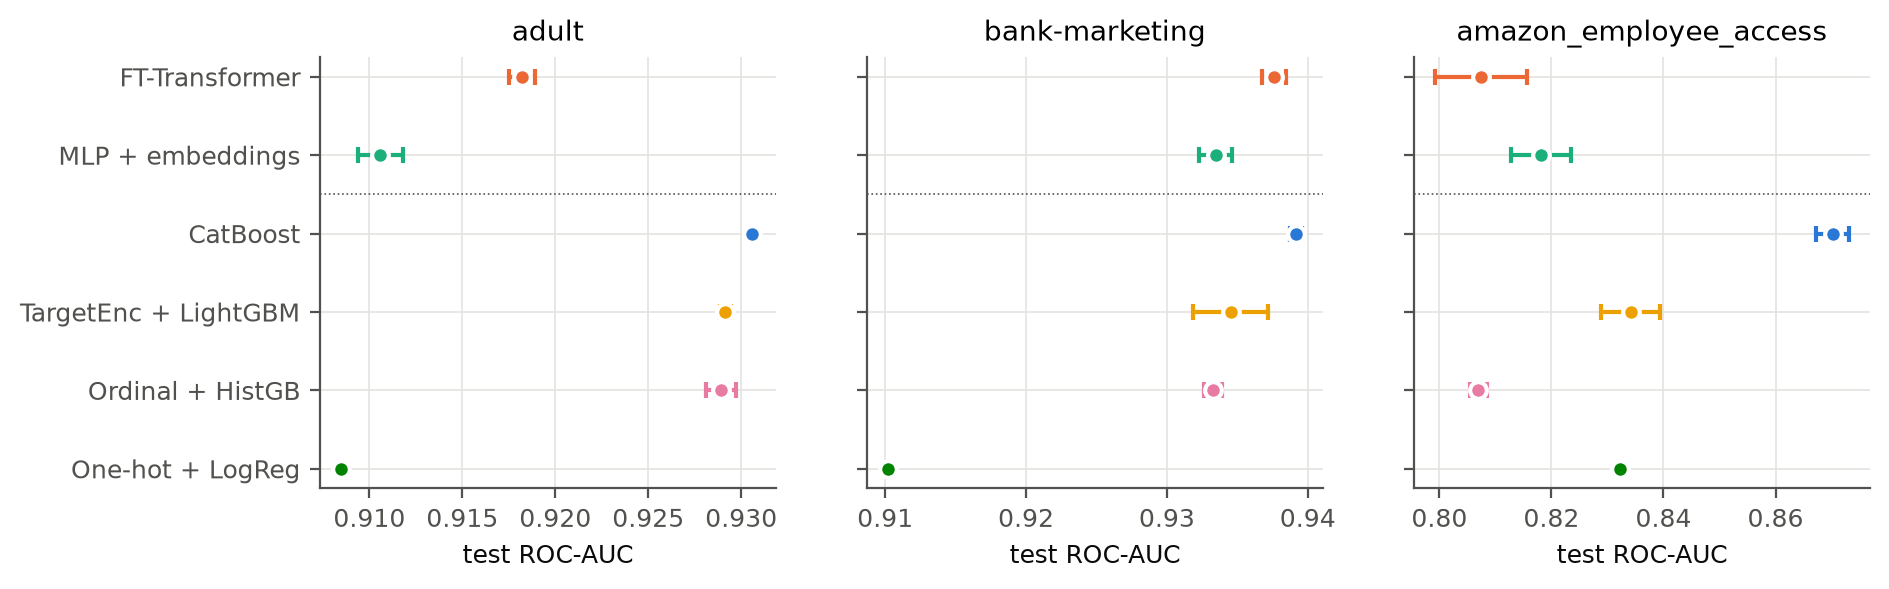 adult
bank-marketing
amazon_employee_access
FT-Transformer
MLP + embeddings
CatBoost
TargetEnc + LightGBM
Ordinal + HistGB
One-hot + LogReg
0.910 0.915 0.920 0.925 0.930
0.91 0.92 0.93 0.94
0.80 0.82 0.84 0.86
test ROC-AUC
test ROC-AUC
test ROC-AUC